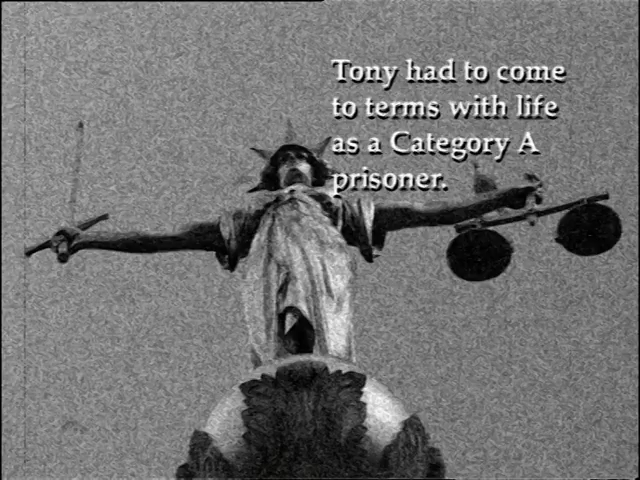 Tony had to come
to terms with life
as a Category A
prisoner.